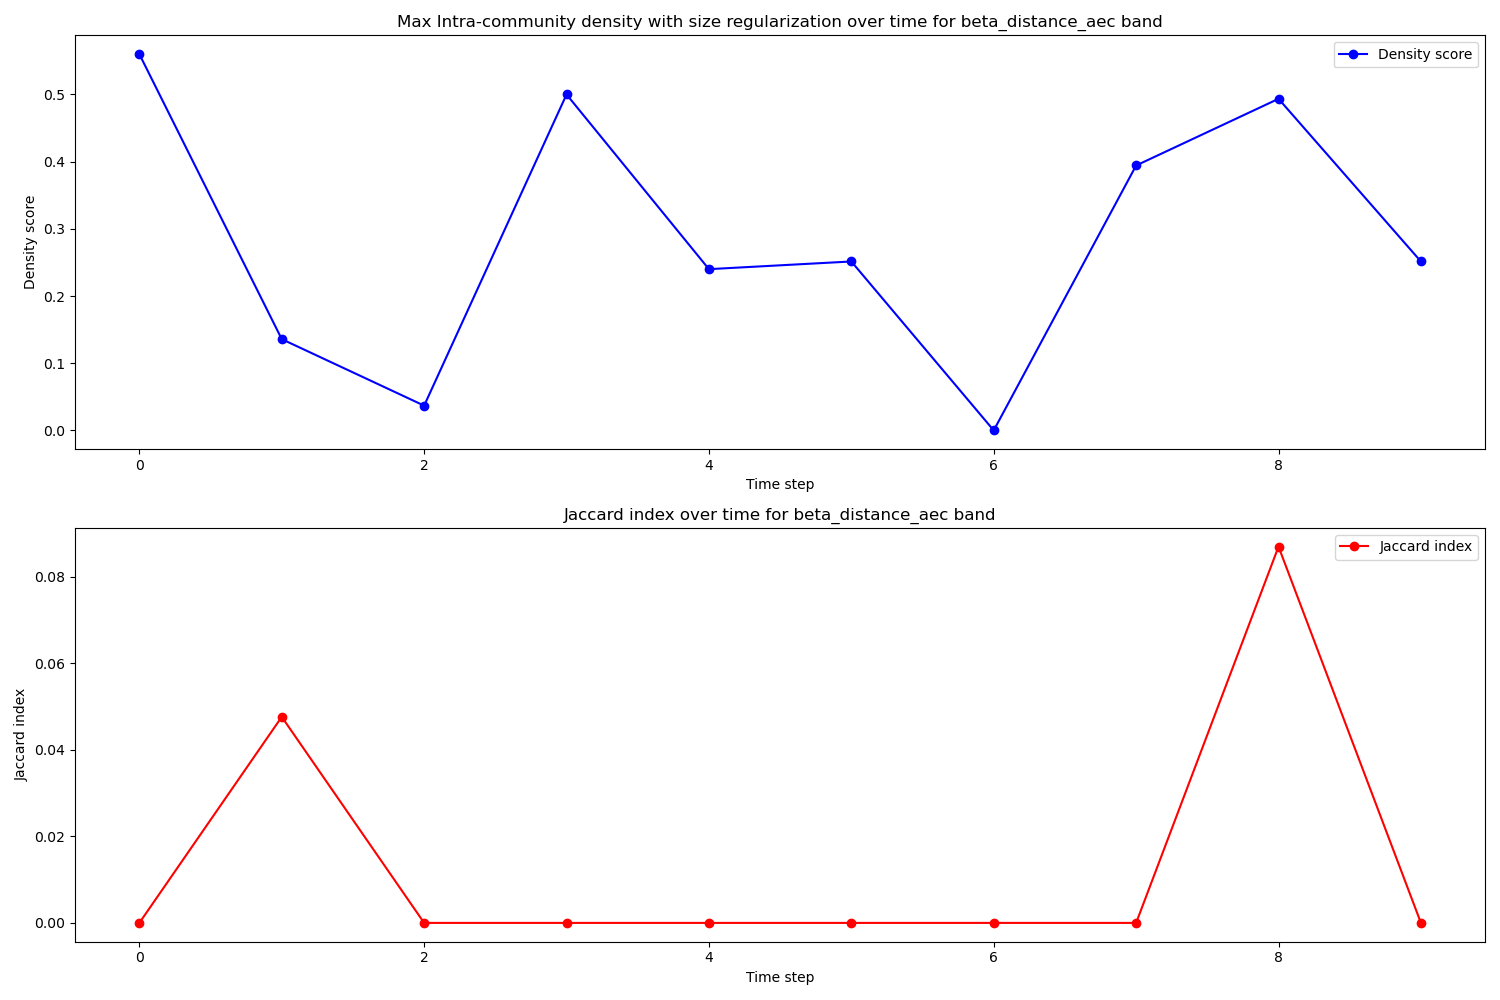 Max Intra-community density with size regularization over time for beta_distance_aec band
Density score
Density score
0.5
0.4
0.3
0.2
0.1
0.0
0 2 4 6 8
Time step
Jaccard index over time for beta_distance_aec band
Jaccard index
Jaccard index
0.08
0.06
0.04
0.02
0.00
0 2 4 6 8
Time step